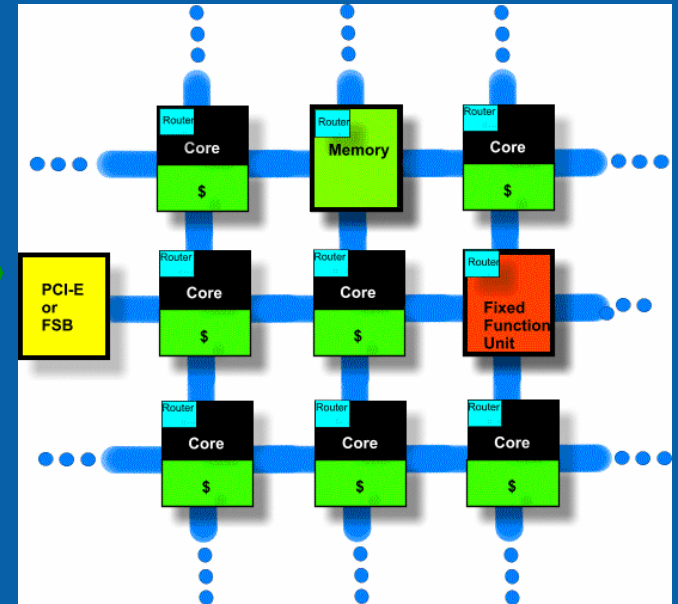 Router
Core
$
Router
Memory
Router
Core
$
PCI-E
or
FSB
Router
Core
$
Router
Core
$
Router
Fixed
Function
Unit
Router
Core
$
Router
Core
$
Router
Core
$